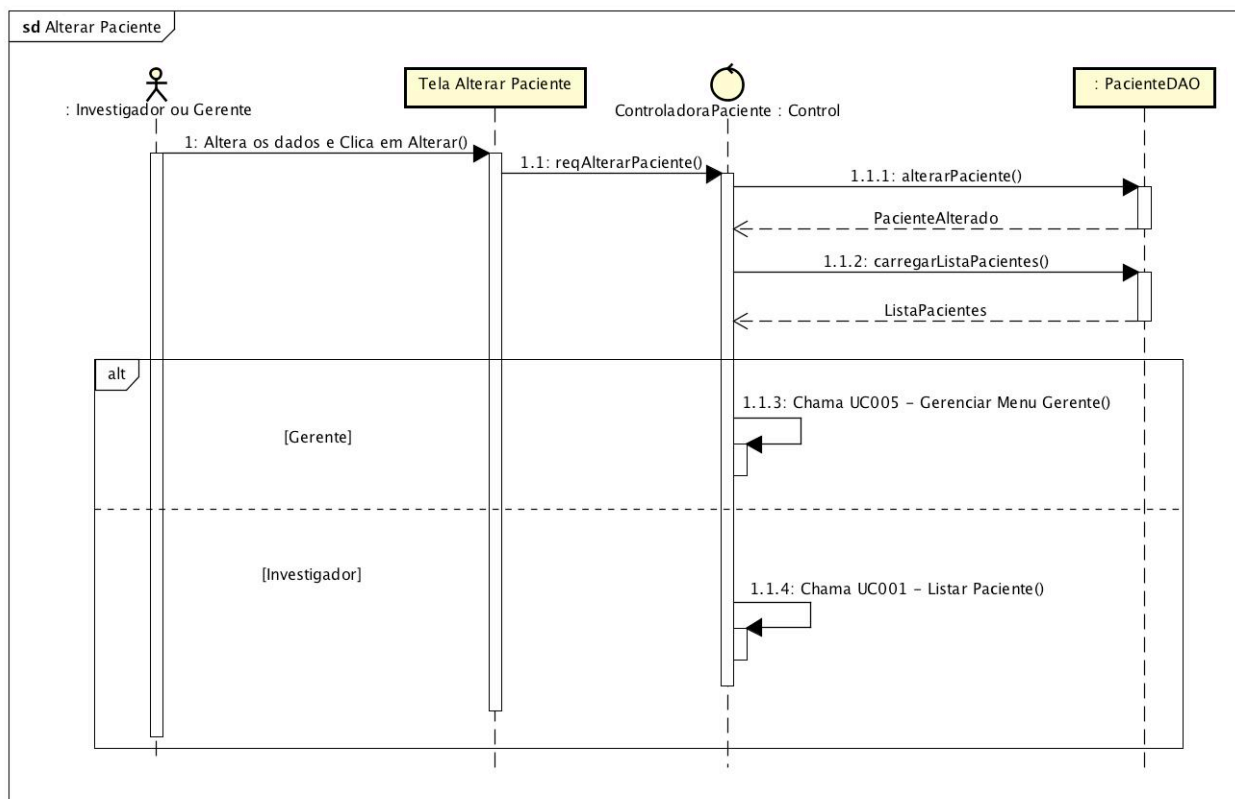 sd Alterar Paciente
: Investigador ou Gerente
Tela Alterar Paciente
ControladoraPaciente : Control
: PacienteDAO
1: Altera os dados e Clica em Alterar()
1.1: reqAlterarPaciente()
1.1.1: alterarPaciente()
PacienteAlterado
1.1.2: carregarListaPacientes()
ListaPacientes
alt
1.1.3: Chama UC005 – Gerenciar Menu Gerente()
[Gerente]
[Investigador]
1.1.4: Chama UC001 – Listar Paciente()